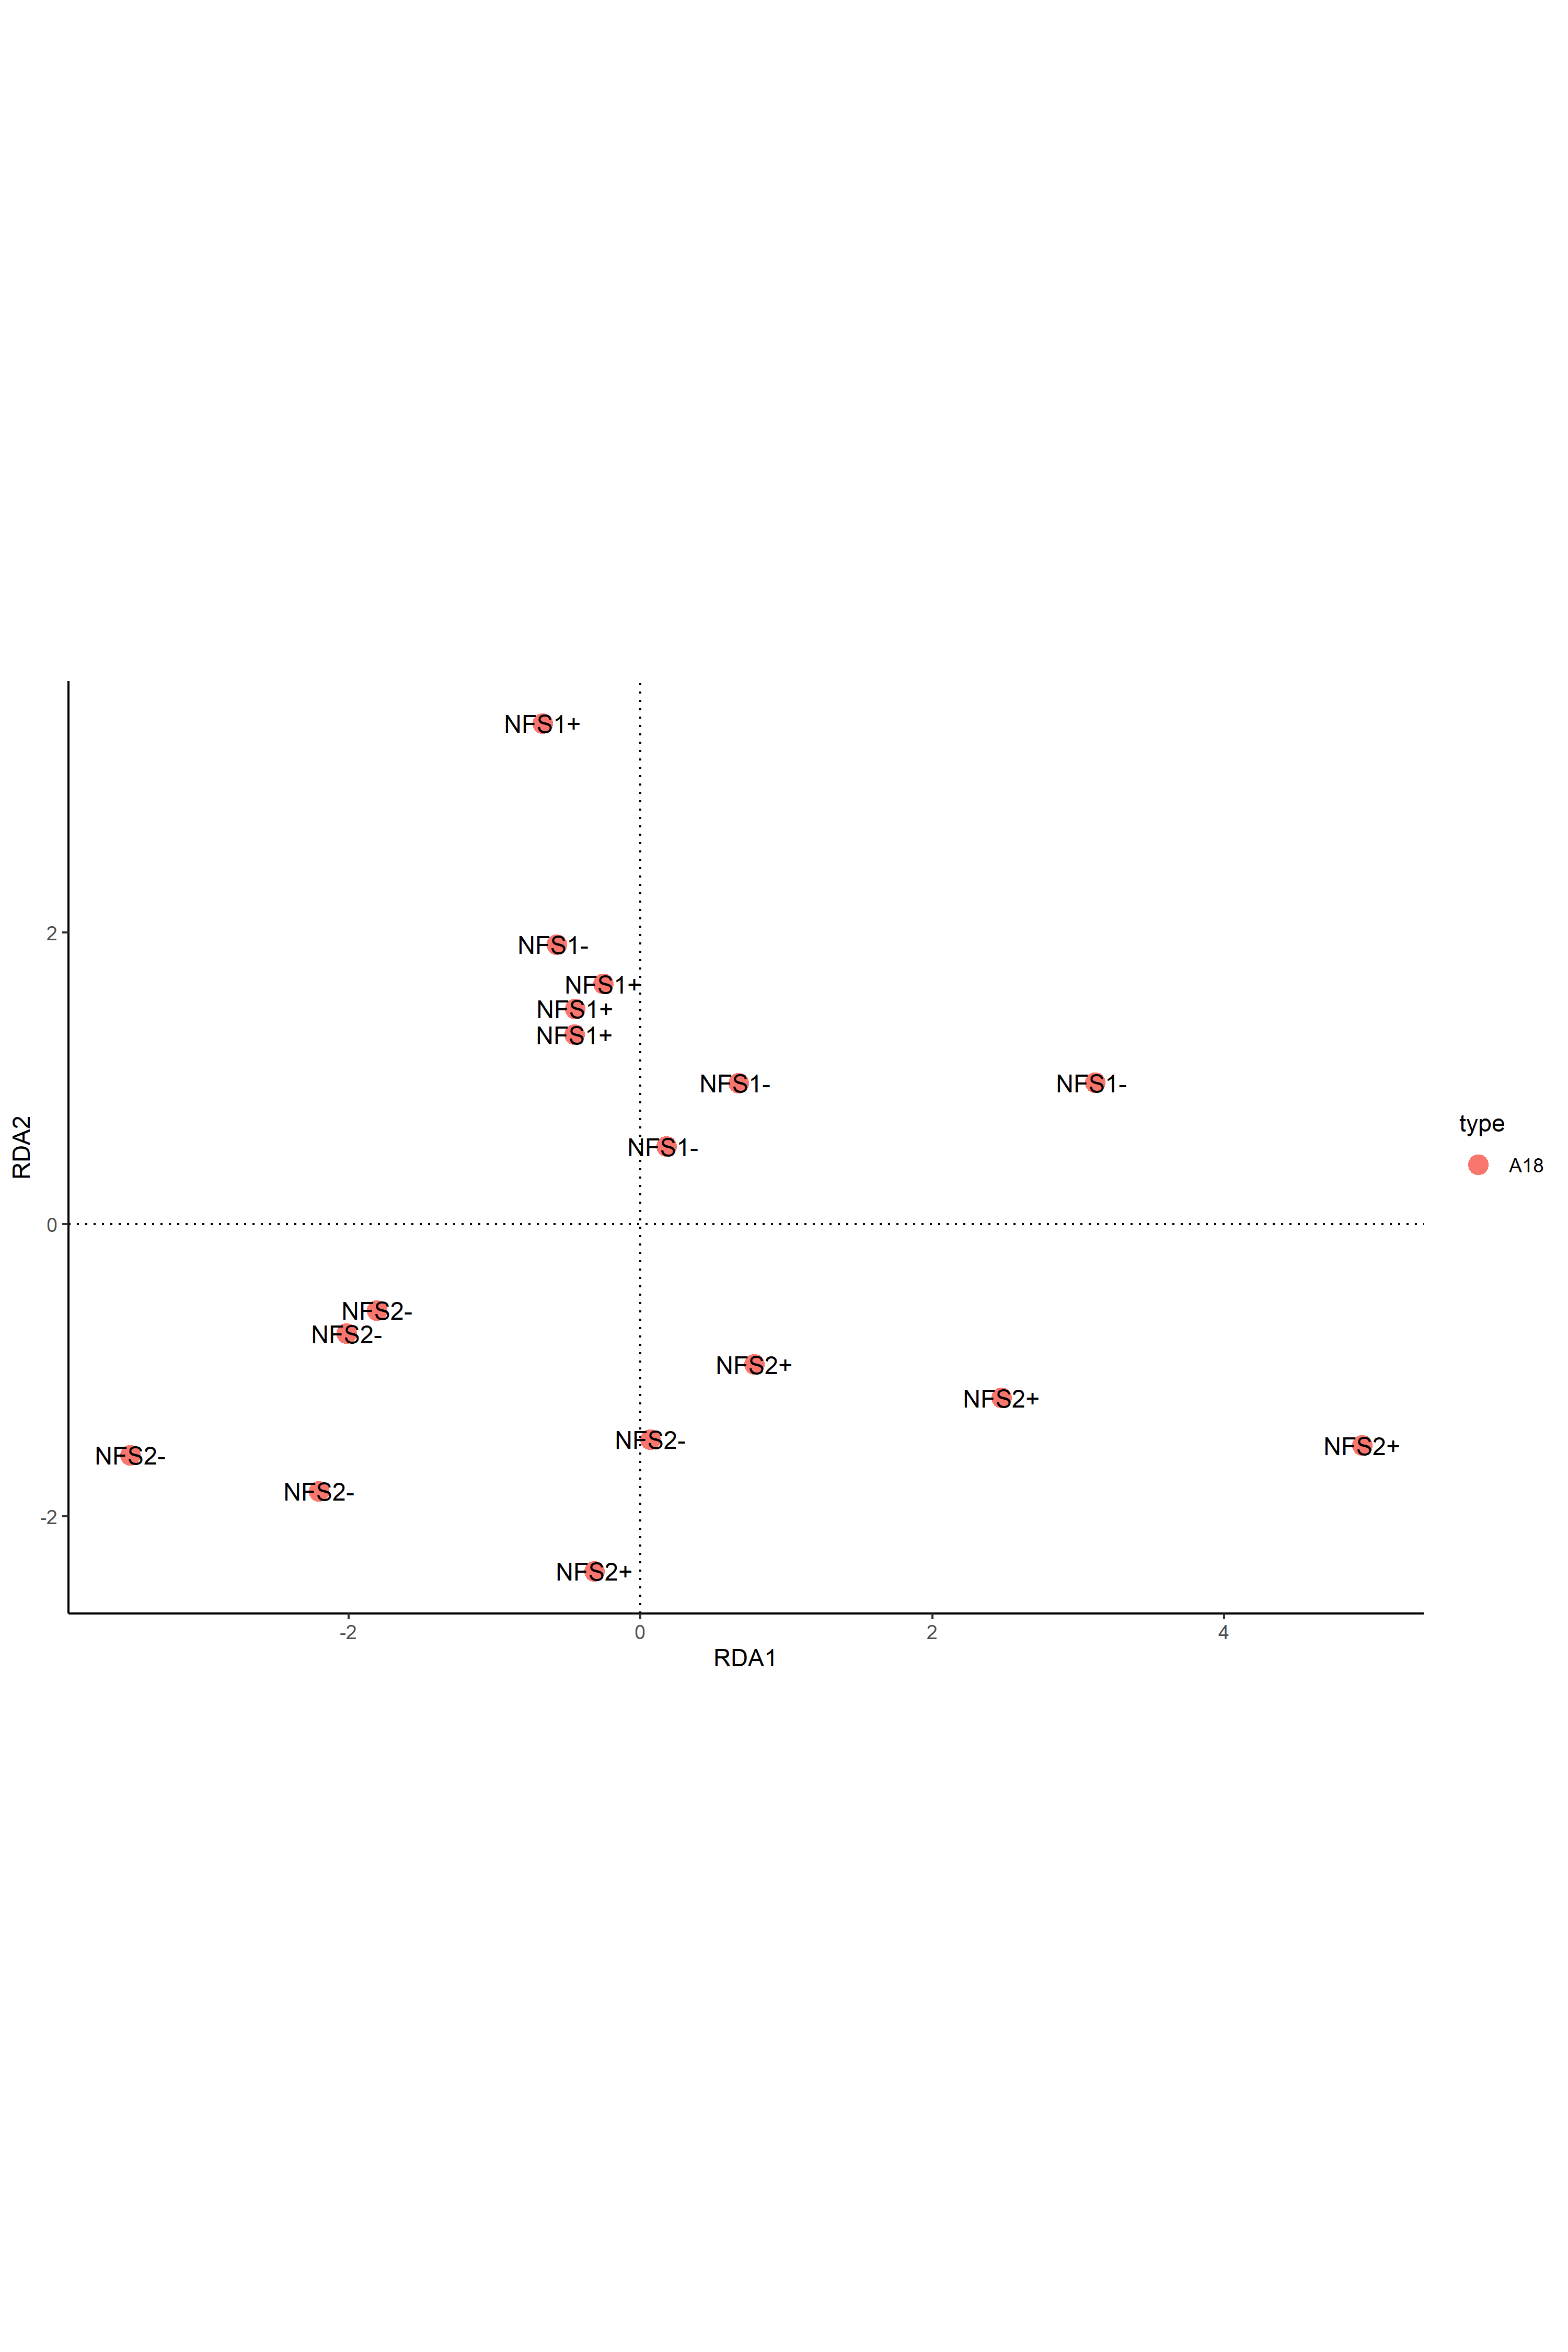 NFS1+
2
NFS1-
NFS1+
NFS1+
NFS1+
NFS1-
NFS1-
NFS1-
RDA2
type
A18
0
NFS2-
NFS2-
NFS2+
NFS2+
NFS2-
NFS2+
NFS2-
NFS2-
-2
NFS2+
-2
0
2
4
RDA1